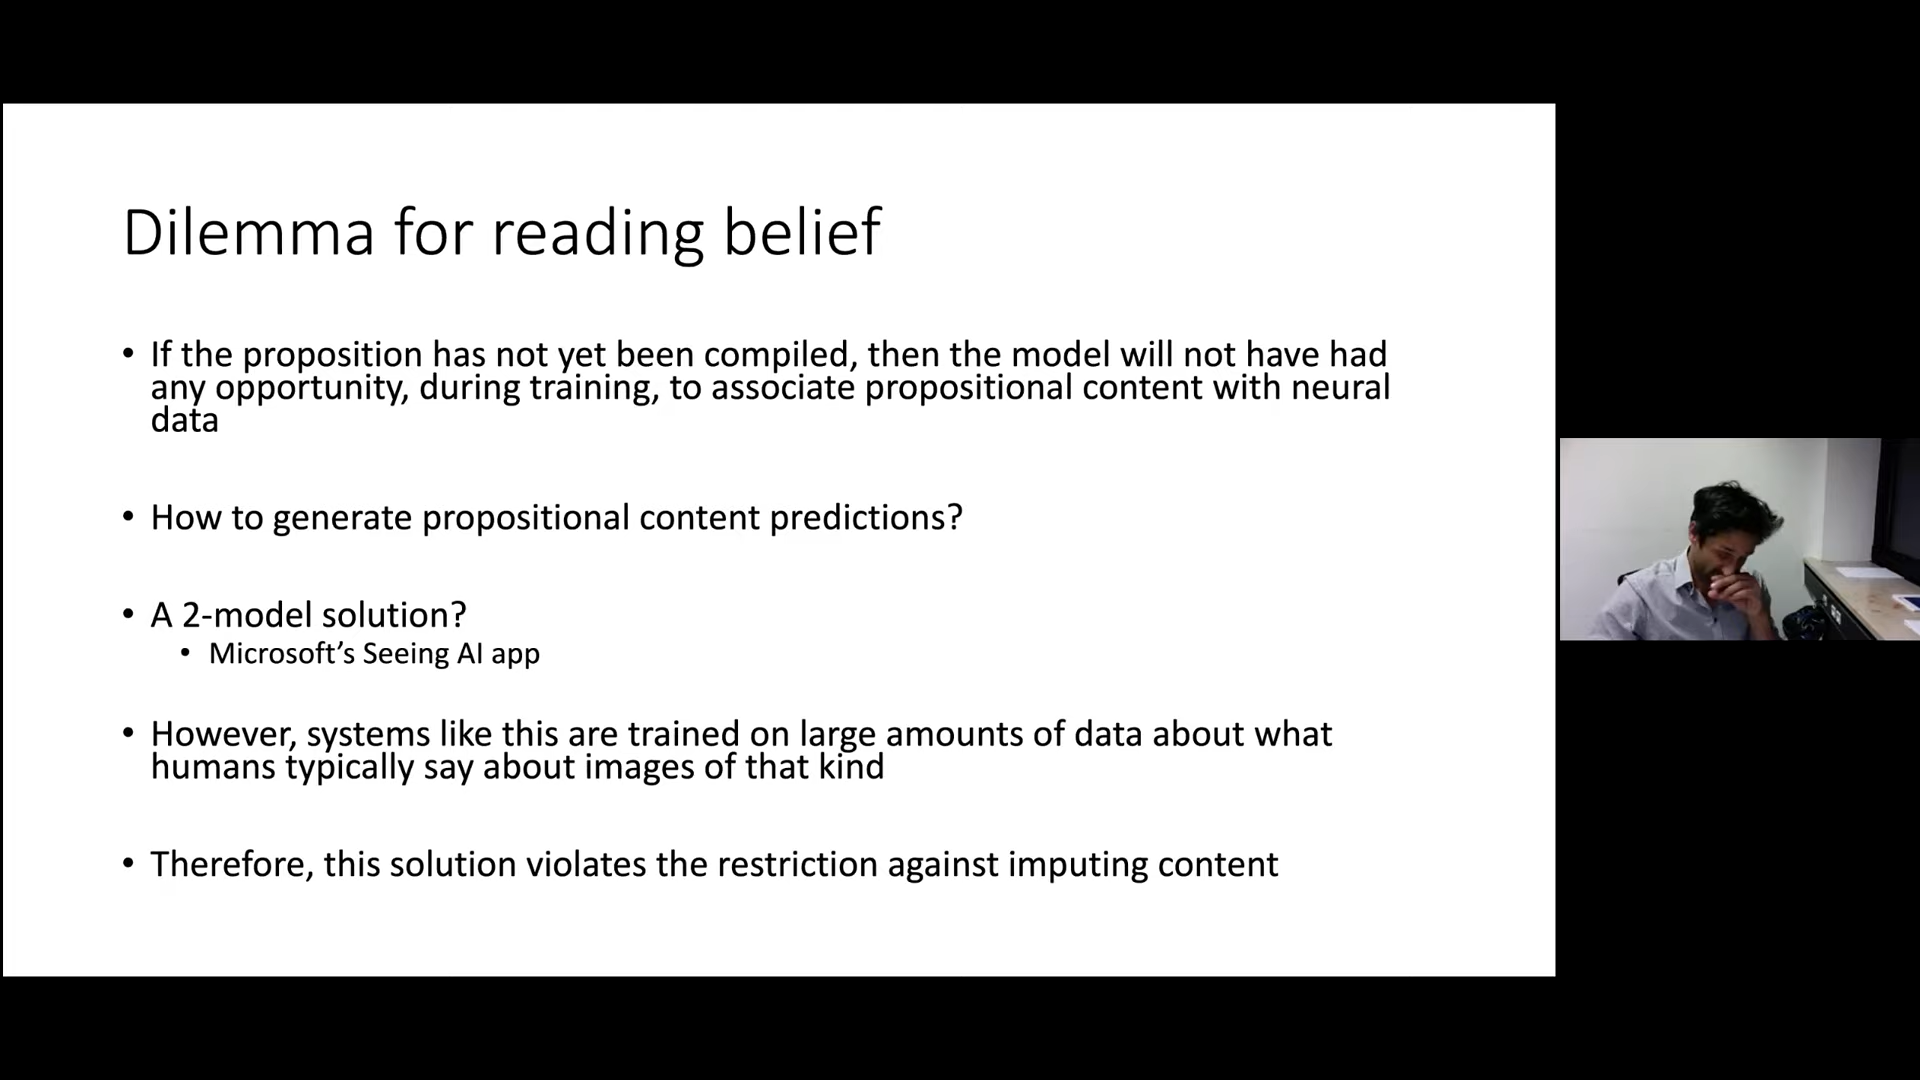 Dilemma for reading belief
• If the proposition has not yet been compiled, then the model will not have had
any opportunity, during training, to associate propositional content with neural
data
• How to generate propositional content predictions?
• A 2-model solution?
• Microsoft’s Seeing AI app
• However, systems like this are trained on large amounts of data about what
humans typically say about images of that kind
• Therefore, this solution violates the restriction against imputing content